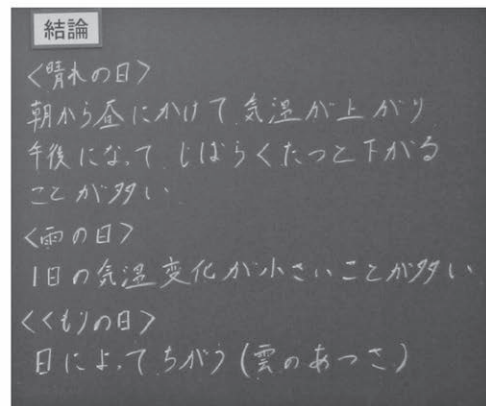 結論
<晴れの日>
朝から昼にかけて気温が上がり
午後になって しばらくたつと下がる
ことが多い
<雨の日>
1日の気温変化が小さいことが多い
<くもりの日>
日によってちがう(雲のあつさ)